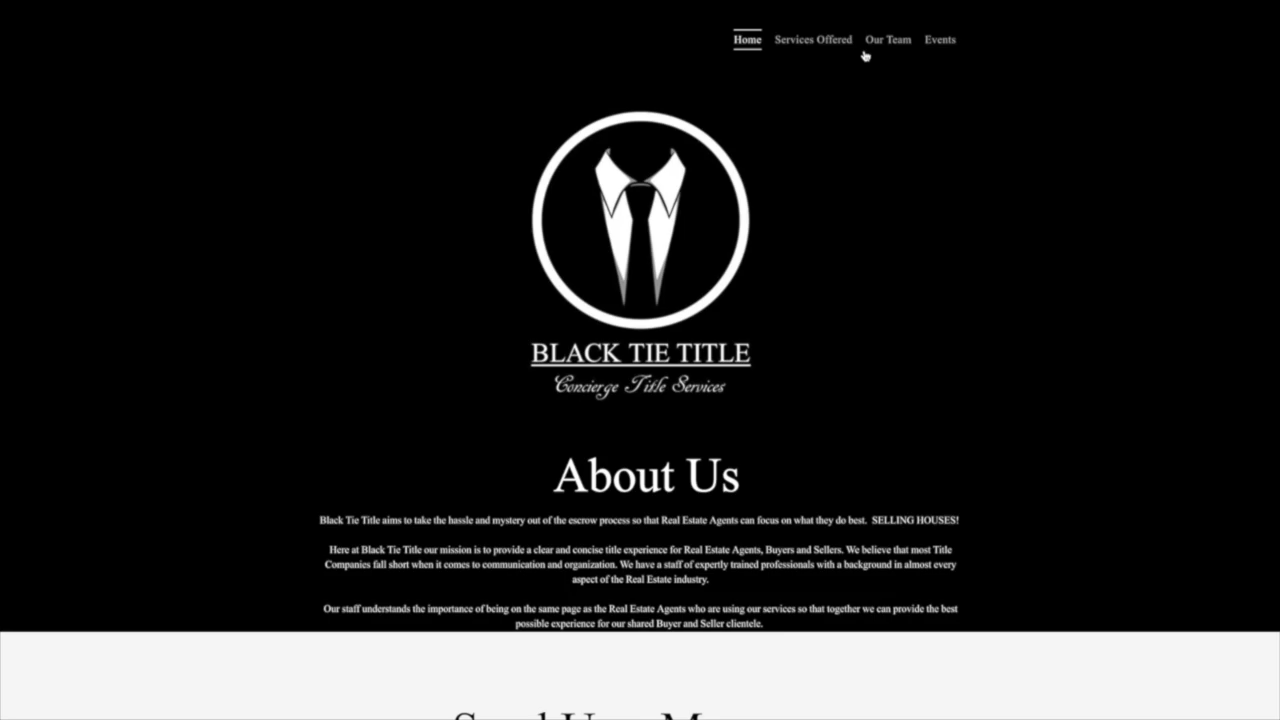 Home Services Offered Our Team Events
BLACK TIE TITLE
Concierge Title Services
About Us
Black Tie Title aims to take the hassle and mystery out of the escrow process so that Real Estate Agents can focus on what they do best. SELLING HOUSES!
Here at Black Tie Title our mission is to provide a clear and concise title experience for Real Estate Agents, Buyers and Sellers. We believe that most Title
Companies fall short when it comes to communication and organization. We have a staff of expertly trained professionals with a background in almost every
aspect of the Real Estate industry.
Our staff understands the importance of being on the same page as the Real Estate Agents who are using our services so that together we can provide the best
possible experience for our shared Buyer and Seller clientele.